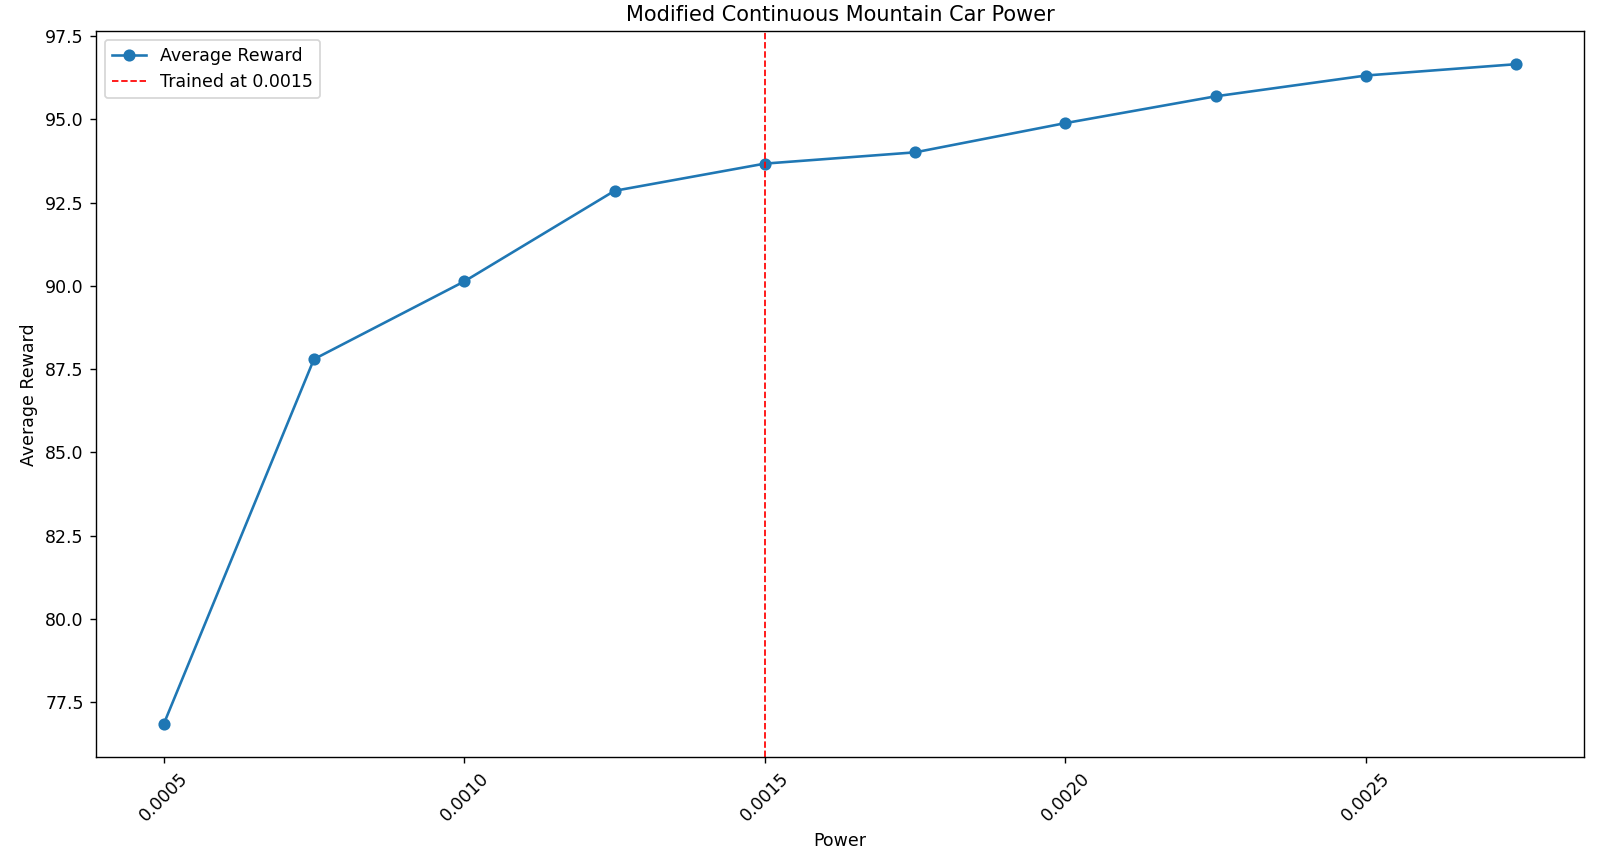 Modified Continuous Mountain Car Power
Average Reward
Trained at 0.0015
97.5
95.0
92.5
90.0
87.5
85.0
82.5
80.0
77.5
Average Reward
0.0005
0.0010
0.0015
0.0020
0.0025
Power